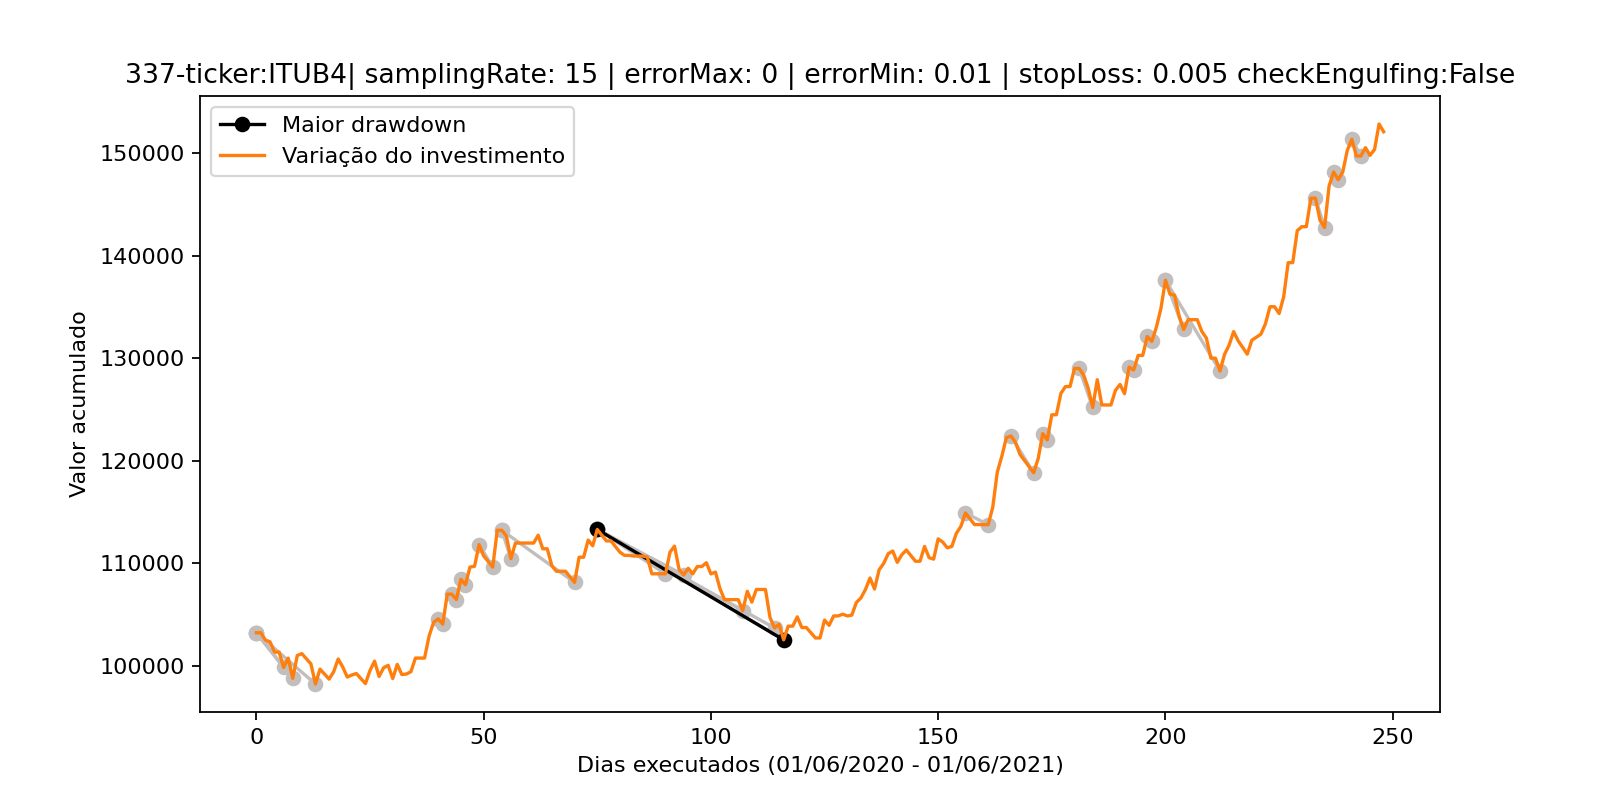 337-ticker:ITUB4| samplingRate: 15 | errorMax: 0 | errorMin: 0.01 | stopLoss: 0.005 checkEngulfing:False
Maior drawdown
Variação do investimento
Valor acumulado
150000
140000
130000
120000
110000
100000
0 50 100 150 200 250
Dias executados (01/06/2020 - 01/06/2021)